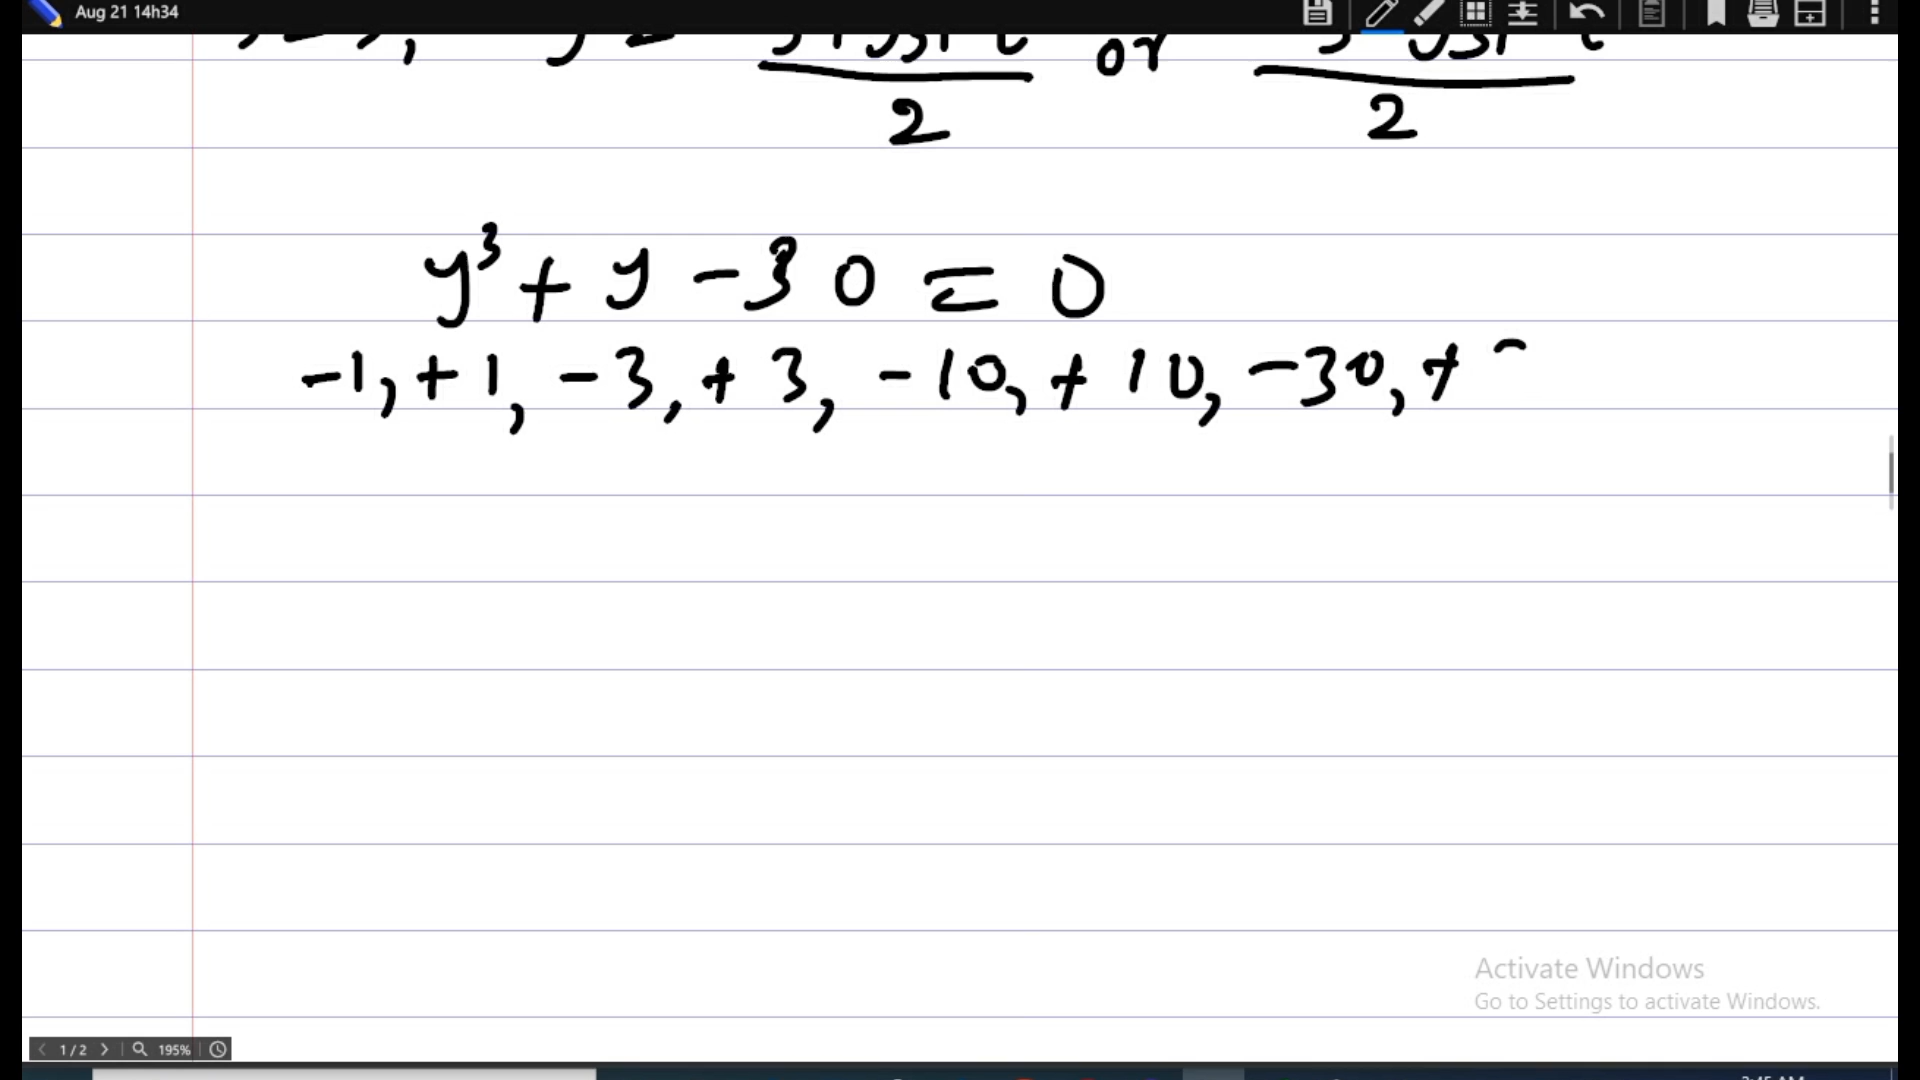 Aug 21 14h34
or
2 2
y³ + y - 30 = 0
-1, +1, -3, +3, -10, +10, -30, +
Activate Windows
Go to Settings to activate Windows.
1/2 195%